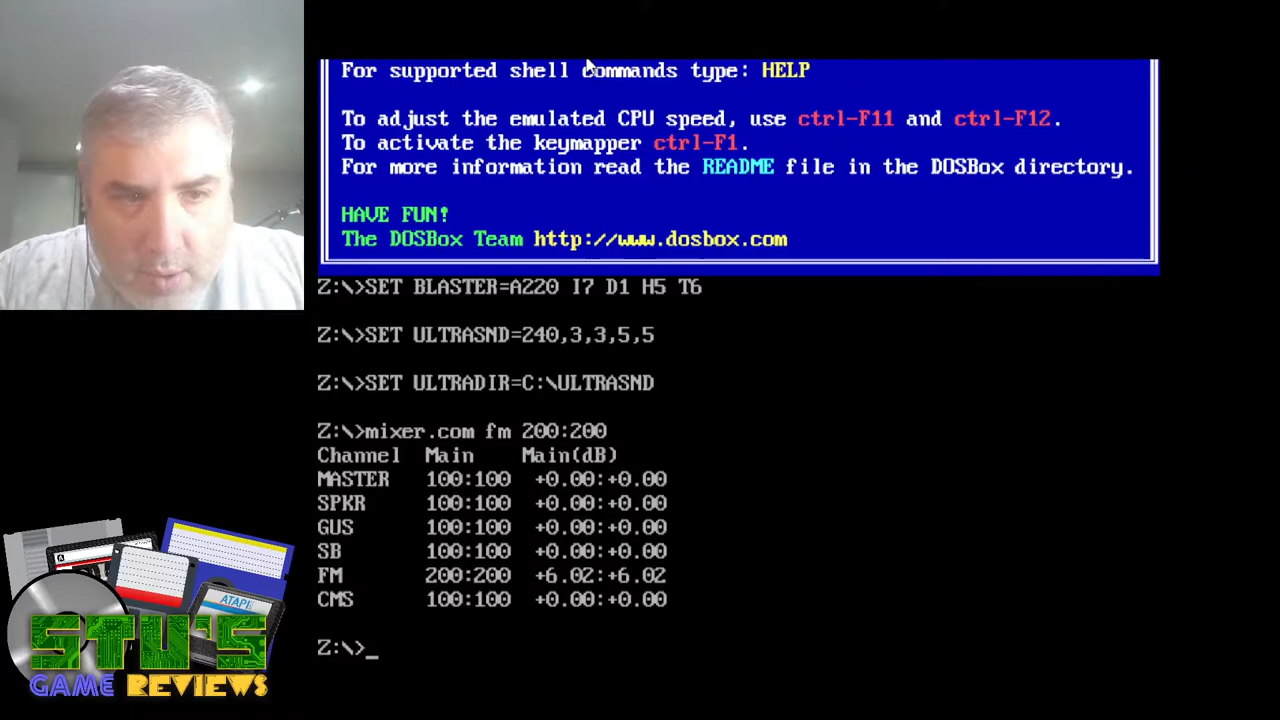 For supported shell commands type: HELP
To adjust the emulated CPU speed, use ctrl-F11 and ctrl-F12.
To activate the keymapper ctrl-F1.
For more information read the README file in the DOSBox directory.
HAVE FUN!
The DOSBox Team http://www.dosbox.com
Z:\>SET BLASTER=A220 I7 D1 H5 T6
Z:\>SET ULTRASND=240,3,3,5,5
Z:\>SET ULTRADIR=C:\ULTRASND
Z:\>mixer.com fm 200:200
Channel Main Main(dB)
MASTER 100:100 +0.00:+0.00
SPKR 100:100 +0.00:+0.00
GUS 100:100 +0.00:+0.00
SB 100:100 +0.00:+0.00
FM 200:200 +6.02:+6.02
CMS 100:100 +0.00:+0.00
Z:\>_
A
ATAPI
STU'S
GAME REVIEWS